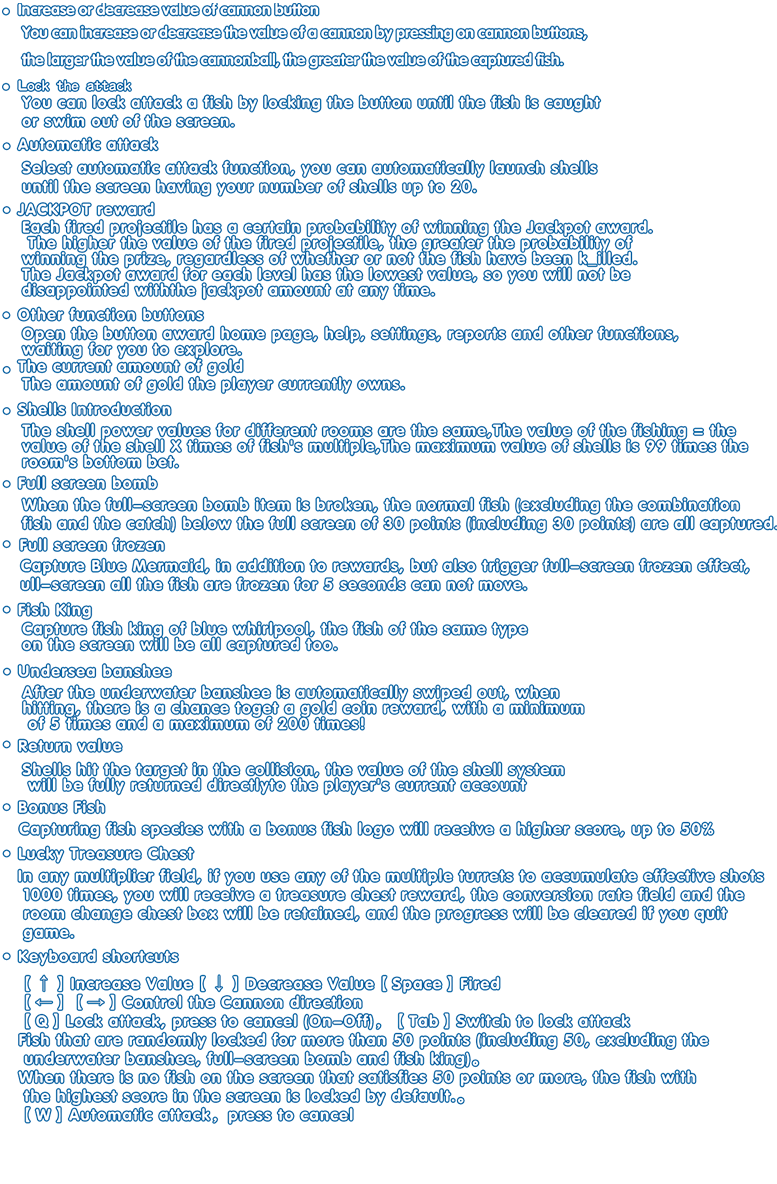 Increase or decrease value of cannon button
You can increase or decrease the value of a cannon by pressing on cannon buttons,
the larger the value of the cannonball, the greater the value of the captured fish.
Lock the attack
You can lock attack a fish by locking the button until the fish is caught
or swim out of the screen.
Automatic attack
Select automatic attack function, you can automatically launch shells
until the screen having your number of shells up to 20.
JACKPOT reward
Each fired projectile has a certain probability of winning the Jackpot award.
The higher the value of the fired projectile, the greater the probability of
winning the prize, regardless of whether or not the fish have been k_illed.
The Jackpot award for each level has the lowest value, so you will not be
disappointed withthe jackpot amount at any time.
Other function buttons
Open the button award home page, help, settings, reports and other functions,
waiting for you to explore.
The current amount of gold
The amount of gold the player currently owns.
Shells Introduction
The shell power values for different rooms are the same,The value of the fishing = the
value of the shell X times of fish's multiple,The maximum value of shells is 99 times the
room's bottom bet.
Full screen bomb
When the full-screen bomb item is broken, the normal fish (excluding the combination
fish and the catch) below the full screen of 30 points (including 30 points) are all captured.
Full screen frozen
Capture Blue Mermaid, in addition to rewards, but also trigger full-screen frozen effect,
ull-screen all the fish are frozen for 5 seconds can not move.
Fish King
Capture fish king of blue whirlpool, the fish of the same type
on the screen will be all captured too.
Undersea banshee
After the underwater banshee is automatically swiped out, when
hitting, there is a chance toget a gold coin reward, with a minimum
of 5 times and a maximum of 200 times!
Return value
Shells hit the target in the collision, the value of the shell system
will be fully returned directlyto the player's current account
Bonus Fish
Capturing fish species with a bonus fish logo will receive a higher score, up to 50%
Lucky Treasure Chest
In any multiplier field, if you use any of the multiple turrets to accumulate effective shots
1000 times, you will receive a treasure chest reward, the conversion rate field and the
room change chest box will be retained, and the progress will be cleared if you quit
game.
Keyboard shortcuts
[ ↑ ] Increase Value [ ↓ ] Decrease Value [ Space ] Fired
[ ← ] [ → ] Control the Cannon direction
[ Q ] Lock attack, press to cancel (On-Off), [ Tab ] Switch to lock attack
Fish that are randomly locked for more than 50 points (including 50, excluding the
underwater banshee, full-screen bomb and fish king)。
When there is no fish on the screen that satisfies 50 points or more, the fish with
the highest score in the screen is locked by default.。
[ W ] Automatic attack, press to cancel